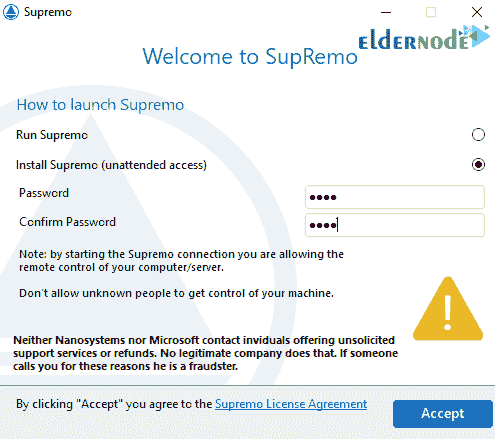 Supremo
ELDERNODE
Welcome to SupRemo
How to launch Supremo
Run Supremo
Install Supremo (unattended access)
Password
Confirm Password
Note: by starting the Supremo connection you are allowing the
remote control of your computer/server.
Don't allow unknown people to get control of your machine.
Neither Nanosystems nor Microsoft contact inviduals offering unsolicited
support services or refunds. No legitimate company does that. If someone
calls you for these reasons he is a fraudster.
By clicking "Accept" you agree to the Supremo License Agreement
Accept